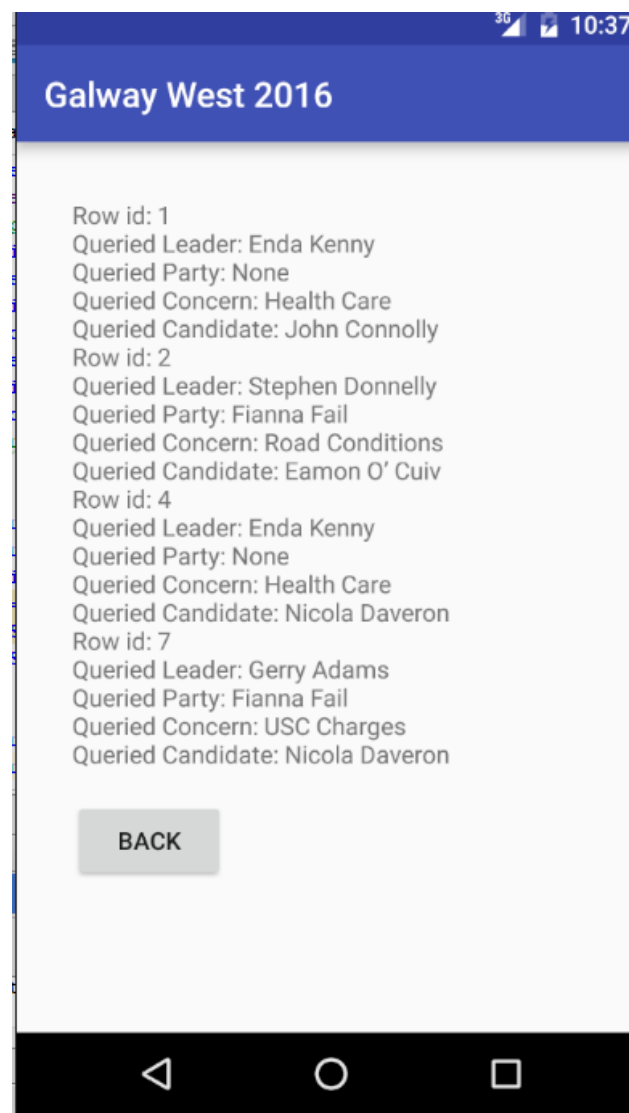 3G 10:37
Galway West 2016
Row id: 1
Queried Leader: Enda Kenny
Queried Party: None
Queried Concern: Health Care
Queried Candidate: John Connolly
Row id: 2
Queried Leader: Stephen Donnelly
Queried Party: Fianna Fail
Queried Concern: Road Conditions
Queried Candidate: Eamon O’ Cuiv
Row id: 4
Queried Leader: Enda Kenny
Queried Party: None
Queried Concern: Health Care
Queried Candidate: Nicola Daveron
Row id: 7
Queried Leader: Gerry Adams
Queried Party: Fianna Fail
Queried Concern: USC Charges
Queried Candidate: Nicola Daveron
BACK